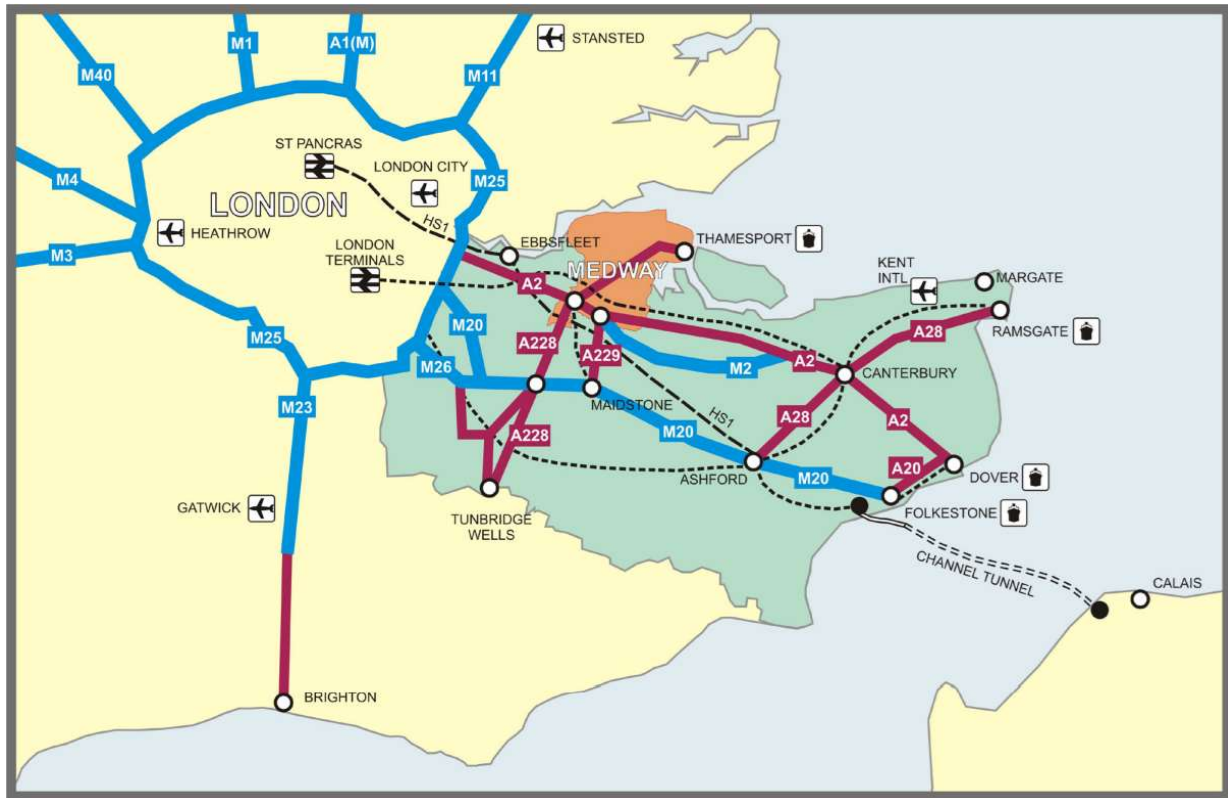 M1
A1(M)
STANSTED
M40
M11
ST PANCRAS
LONDON CITY
M4
M25
LONDON
HS1
HEATHROW
EBBSFLEET
THAMESPORT
M3
LONDON
TERMINALS
MEDWAY
KENT
INTL
MARGATE
A2
M20
A28
RAMSGATE
M25
A228
A229
M26
M2
A2
CANTERBURY
M23
MAIDSTONE
HS1
A28
A2
A228
M20
A20
ASHFORD
M20
DOVER
GATWICK
FOLKESTONE
TUNBRIDGE
WELLS
CHANNEL TUNNEL
CALAIS
BRIGHTON